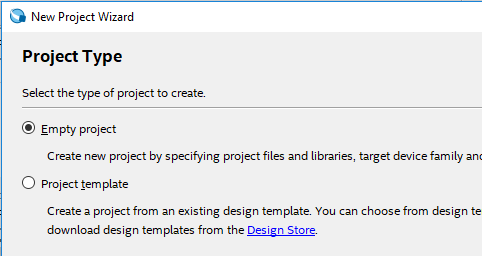 New Project Wizard
Project Type
Select the type of project to create.
Empty project
Create new project by specifying project files and libraries, target device family and
Project template
Create a project from an existing design template. You can choose from design te
download design templates from the Design Store.